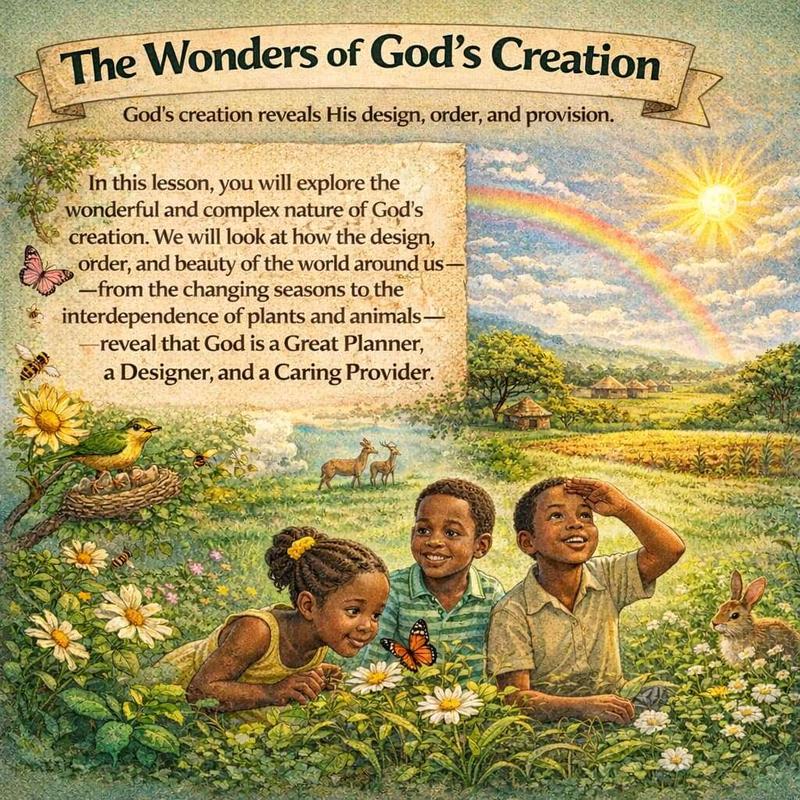 The Wonders of God's Creation
God's creation reveals His design, order, and provision.
In this lesson, you will explore the
wonderful and complex nature of God's
creation. We will look at how the design,
order, and beauty of the world around us—
—from the changing seasons to the
interdependence of plants and animals—
—reveal that God is a Great Planner,
a Designer, and a Caring Provider.